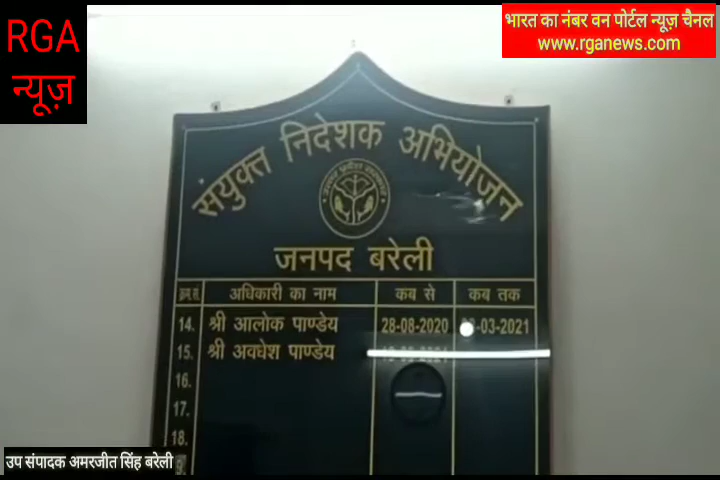 RGA
न्यूज़
भारत का नंबर वन पोर्टल न्यूज़ चैनल
www.rganews.com
संयुक्त निदेशक अभियोजन
जनपद बरेली
क्रम.सं. अधिकारी का नाम कब से कब तक
14. श्री आलोक पाण्डेय 28-08-2020 -03-2021
15. श्री अवधेश पाण्डेय
16.
17.
18.
उप संपादक अमरजीत सिंह बरेली